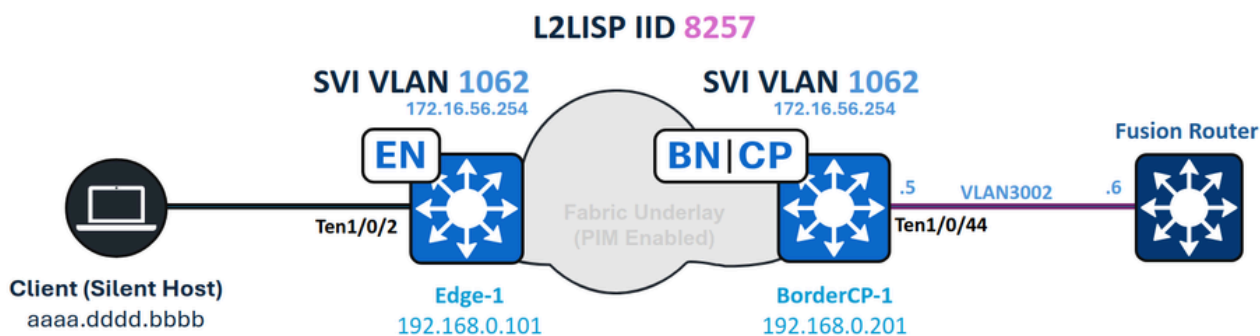 L2LISP IID 8257
SVI VLAN 1062
172.16.56.254
SVI VLAN 1062
172.16.56.254
Fusion Router
EN
BN|CP
.5
VLAN3002
.6
Fabric Underlay
(PIM Enabled)
Ten1/0/2
Ten1/0/44
Client (Silent Host)
aaaa.dddd.bbbb
Edge-1
192.168.0.101
BorderCP-1
192.168.0.201